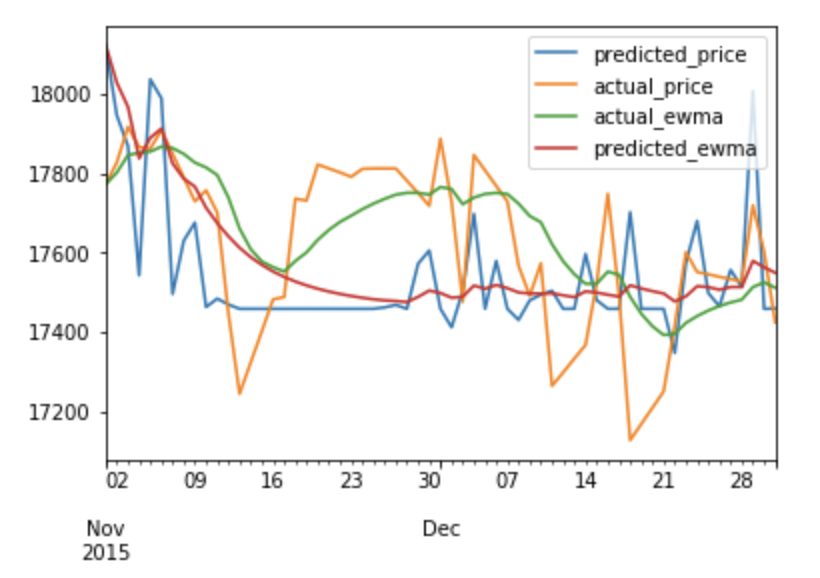 predicted_price
actual_price
actual_ewma
predicted_ewma
18000
17800
17600
17400
17200
02 09 16 23 30 07 14 21 28
Nov Dec
2015